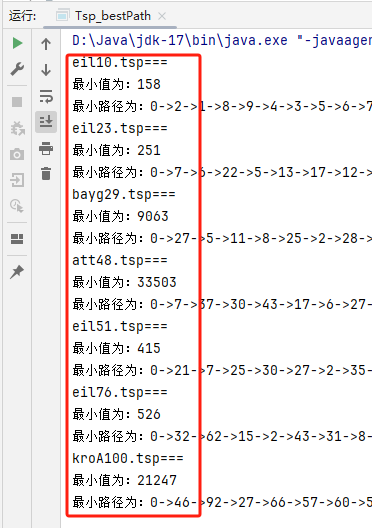 运行: Tsp_bestPath
D:\Java\jdk-17\bin\java.exe "-javaager
eil10.tsp===
最小值为：158
最小路径为：0->2->1->8->9->4->3->5->6->7
eil23.tsp===
最小值为：251
最小路径为：0->7->6->22->5->13->17->12->
bayg29.tsp===
最小值为：9063
最小路径为：0->27->5->11->8->25->2->28->
att48.tsp===
最小值为：33503
最小路径为：0->7->37->30->43->17->6->27->
eil51.tsp===
最小值为：415
最小路径为：0->21->7->25->30->27->2->35->
eil76.tsp===
最小值为：526
最小路径为：0->32->62->15->2->43->31->8->
kroA100.tsp===
最小值为：21247
最小路径为：0->46->92->27->66->57->60->5